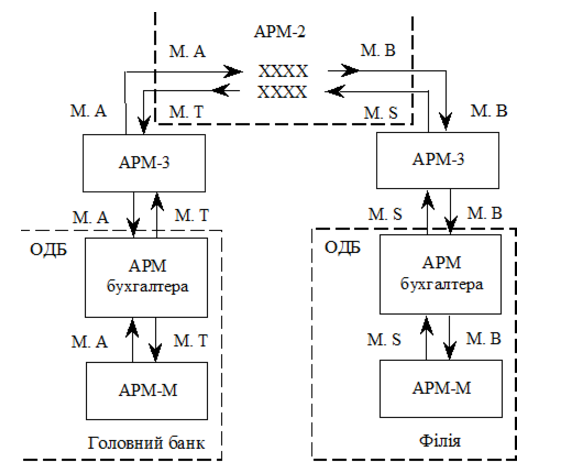 АРМ-2
М. А
М. В
ХХХХ
ХХХХ
М. А
М. Т
М. S
М. В
АРМ-3
АРМ-3
М. А
М. Т
М. S
М. В
ОДБ
АРМ
бухгалтера
ОДБ
АРМ
бухгалтера
М. А
М. Т
М. S
М. В
АРМ-М
АРМ-М
Головний банк
Філія